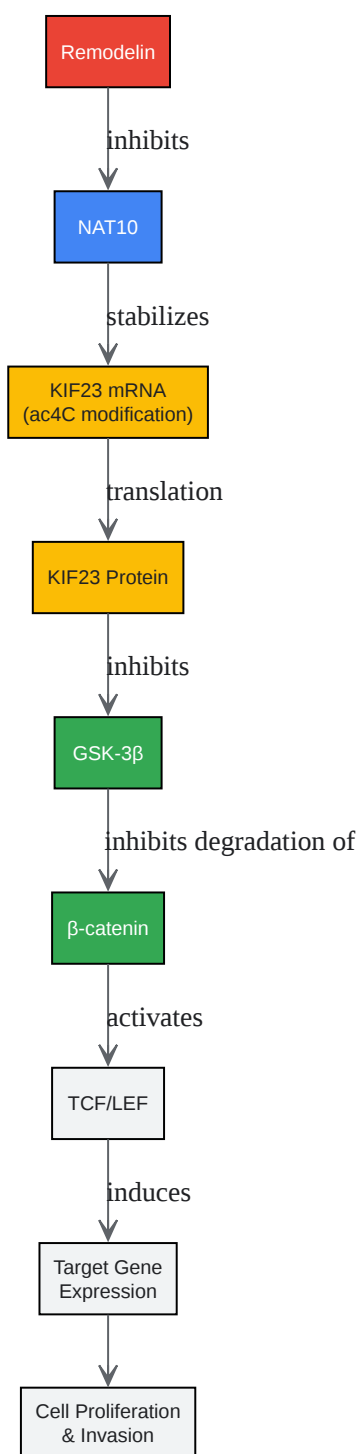 Remodelin
inhibits
NAT10
stabilizes
KIF23 mRNA
(ac4C modification)
translation
KIF23 Protein
inhibits
GSK-3β
inhibits degradation of
β-catenin
activates
TCF/LEF
induces
Target Gene
Expression
Cell Proliferation
& Invasion